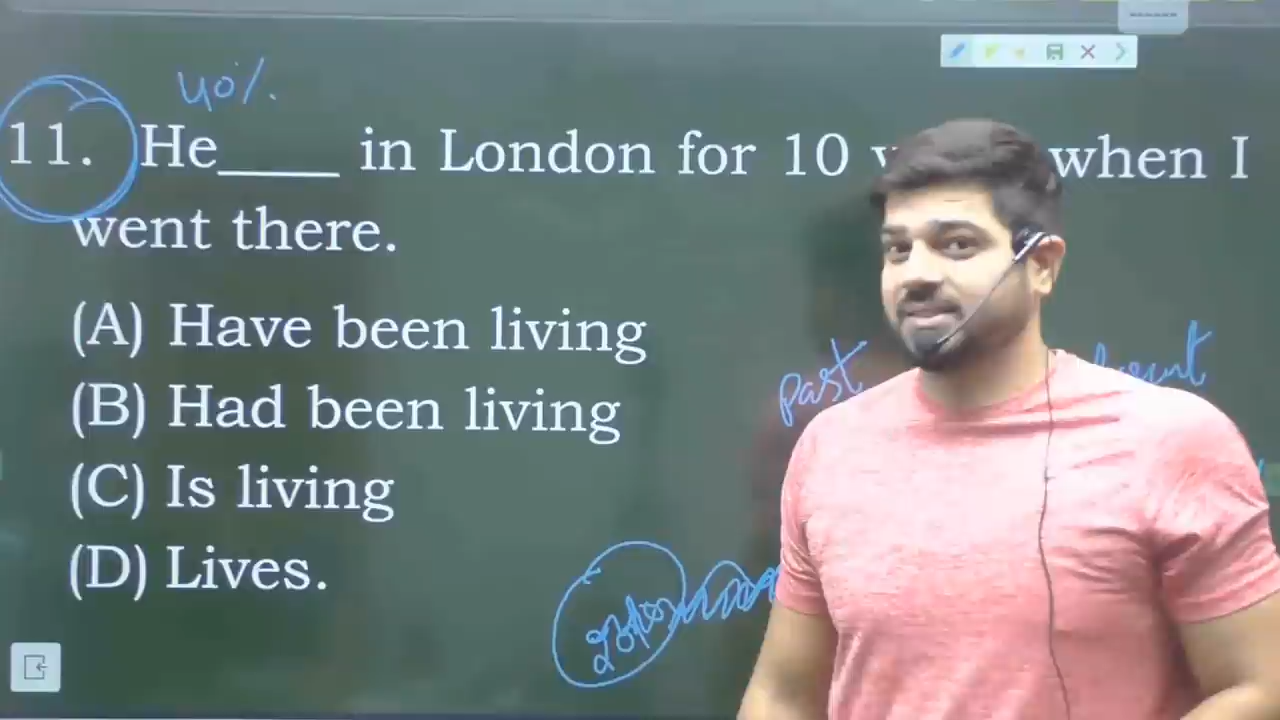 40%.
11. He____ in London for 10 when I
went there.
(A) Have been living
(B) Had been living
(C) Is living
(D) Lives.
past